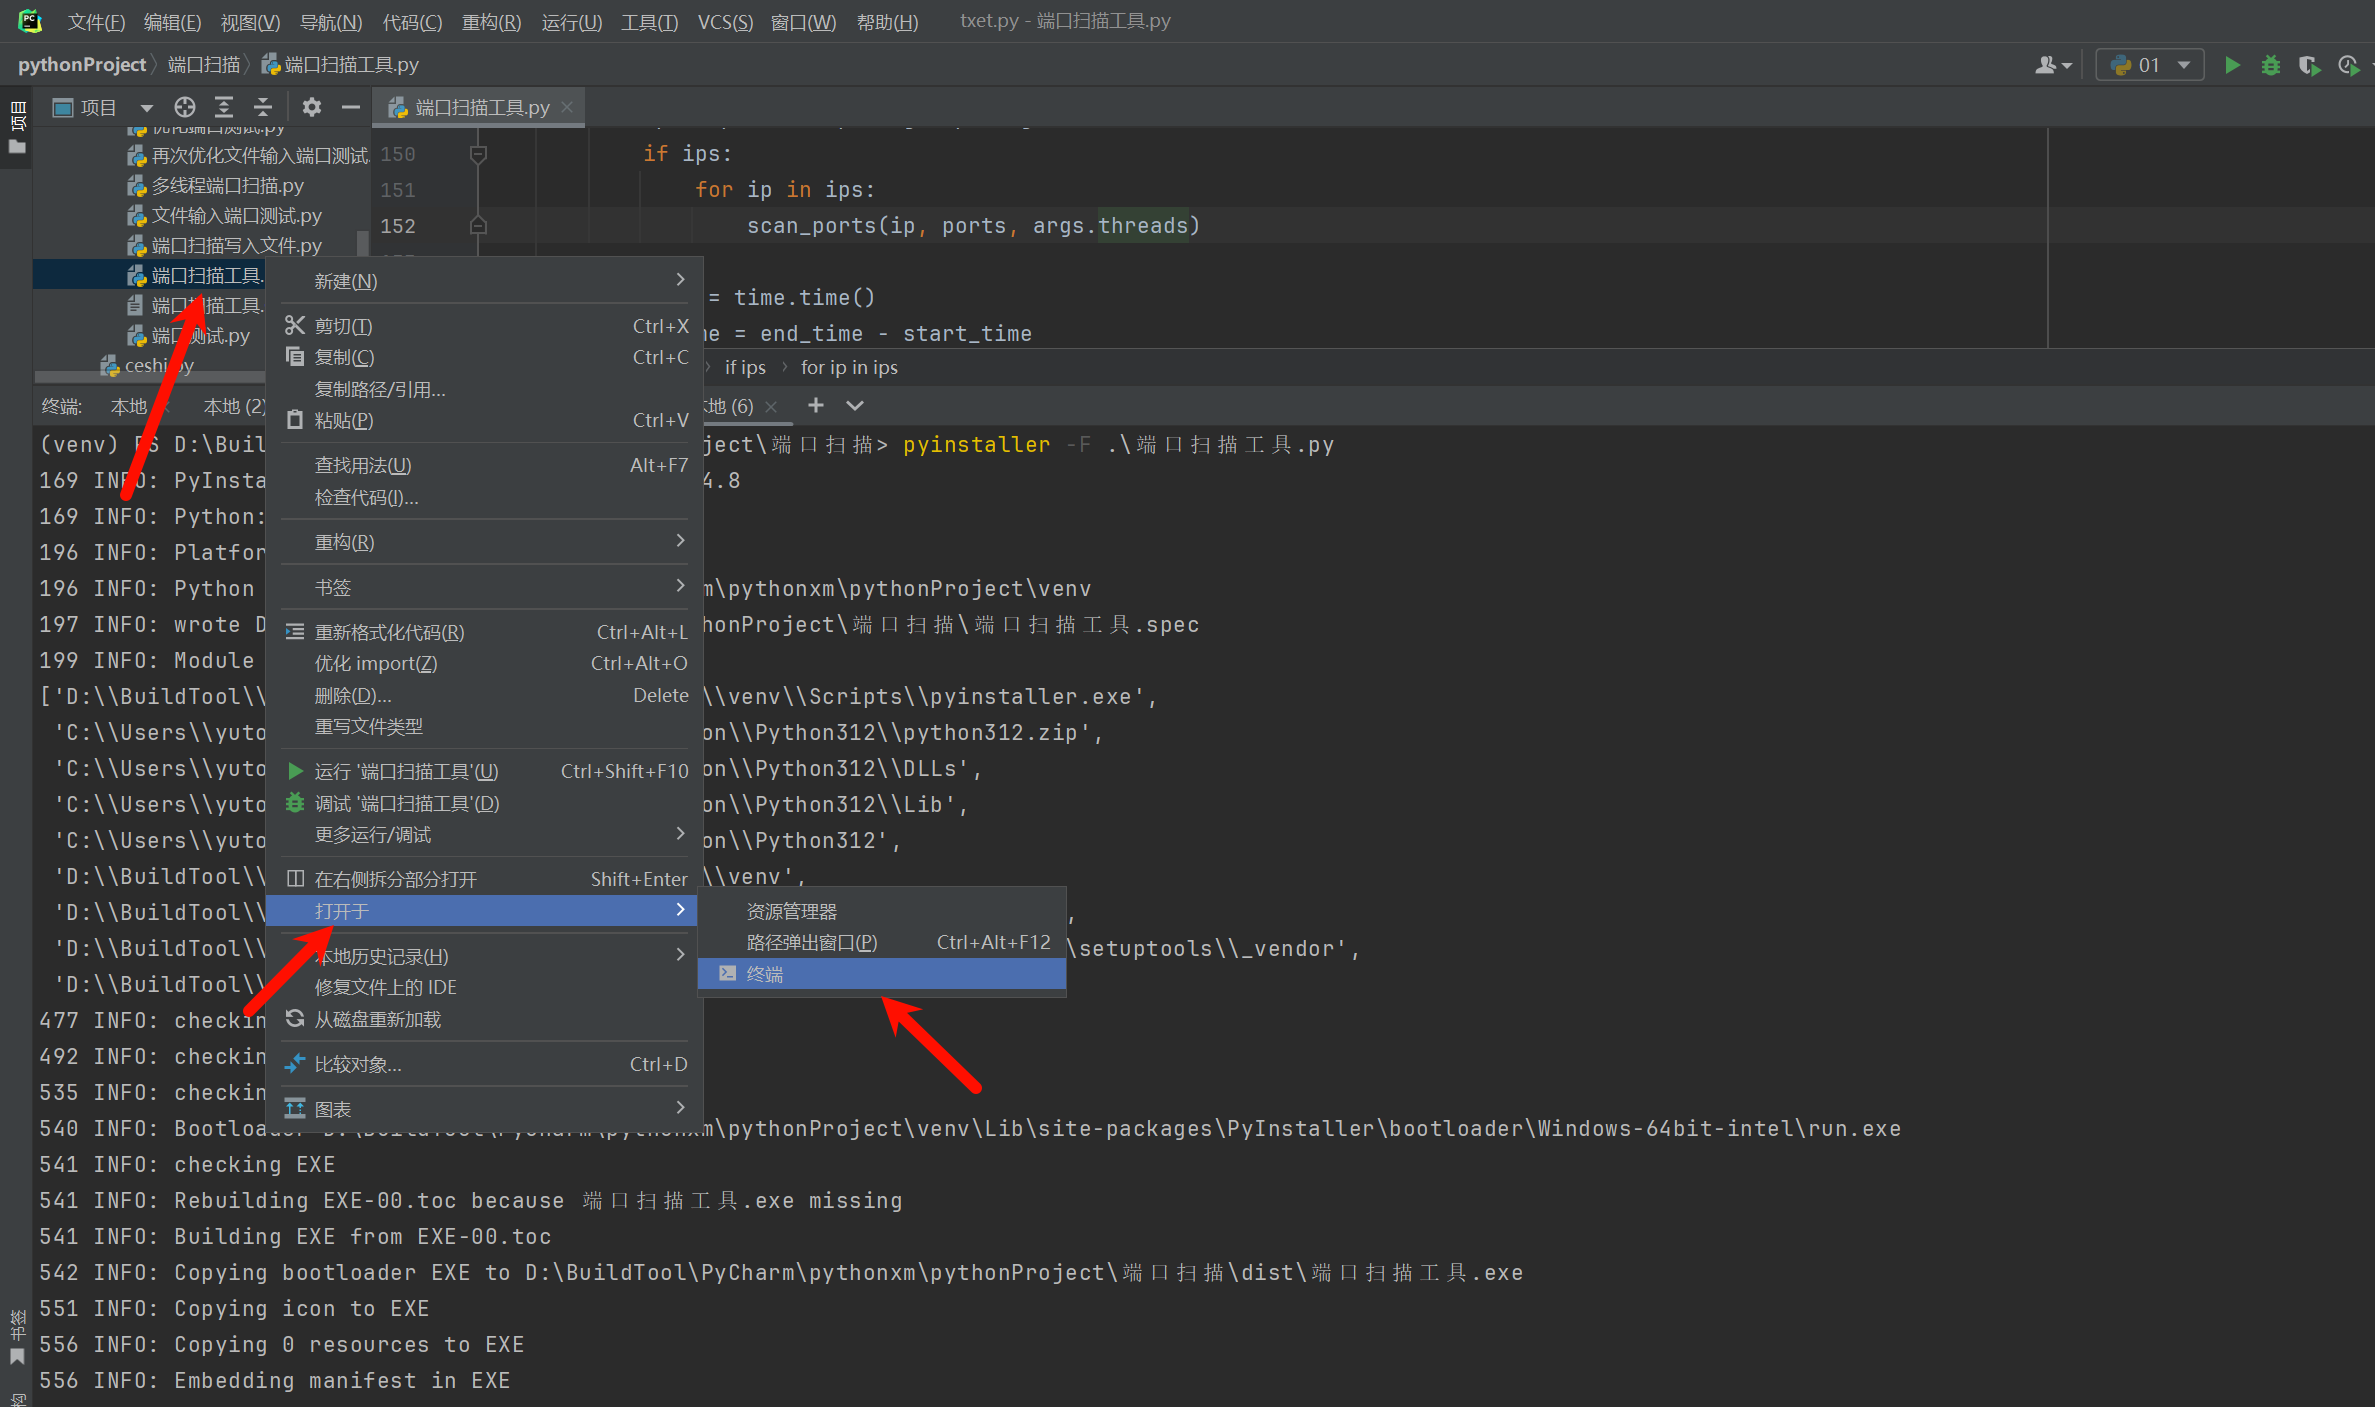 文件(F) 编辑(E) 视图(V) 导航(N) 代码(C) 重构(R) 运行(U) 工具(T) VCS(S) 窗口(W) 帮助(H) txet.py - 端口扫描工具.py
pythonProject 端口扫描 端口扫描工具.py
01
项目
项目
端口扫描工具.py
优化端口测试.py
再次优化文件输入端口测试.
多线程端口扫描.py
文件输入端口测试.py
端口扫描写入文件.py
端口扫描工具.
端口扫描工具.
端口测试.py
ceshi.py
150 if ips:
151 for ip in ips:
152 scan_ports(ip, ports, args.threads)
= time.time()
me = end_time - start_time
if ips for ip in ips
终端: 本地 本地 (2) 本地 (6)
(venv) PS D:\Buil
ject\端口扫描> pyinstaller -F .\端口扫描工具.py
169 INFO: PyInsta
4.8
169 INFO: Python:
196 INFO: Platfor
196 INFO: Python
m\pythonxm\pythonProject\venv
197 INFO: wrote D
honProject\端口扫描\端口扫描工具.spec
199 INFO: Module
['D:\\BuildTool\\
\\venv\\Scripts\\pyinstaller.exe',
'C:\\Users\\yuto
on\\Python312\\python312.zip',
'C:\\Users\\yuto
on\\Python312\\DLLs',
'C:\\Users\\yuto
on\\Python312\\Lib',
'C:\\Users\\yuto
on\\Python312',
'D:\\BuildTool\\
\\venv',
'D:\\BuildTool\\
,
'D:\\BuildTool\\
\setuptools\\_vendor',
'D:\\BuildTool\\
477 INFO: checkin
492 INFO: checkin
535 INFO: checkin
540 INFO: Bootloader D:\BuildTool\PyCharm\pythonxm\pythonProject\venv\Lib\site-packages\PyInstaller\bootloader\Windows-64bit-intel\run.exe
541 INFO: checking EXE
541 INFO: Rebuilding EXE-00.toc because 端口扫描工具.exe missing
541 INFO: Building EXE from EXE-00.toc
542 INFO: Copying bootloader EXE to D:\BuildTool\PyCharm\pythonxm\pythonProject\端口扫描\dist\端口扫描工具.exe
551 INFO: Copying icon to EXE
556 INFO: Copying 0 resources to EXE
556 INFO: Embedding manifest in EXE
新建(N)
剪切(T) Ctrl+X
复制(C) Ctrl+C
复制路径/引用...
粘贴(P) Ctrl+V
查找用法(U) Alt+F7
检查代码(I)...
重构(R)
书签
重新格式化代码(R) Ctrl+Alt+L
优化 import(Z) Ctrl+Alt+O
删除(D)... Delete
重写文件类型
运行 '端口扫描工具'(U) Ctrl+Shift+F10
调试 '端口扫描工具'(D)
更多运行/调试
在右侧拆分部分打开 Shift+Enter
打开于
本地历史记录(H)
修复文件上的 IDE
从磁盘重新加载
比较对象... Ctrl+D
图表
资源管理器
路径弹出窗口(P) Ctrl+Alt+F12
终端
书签